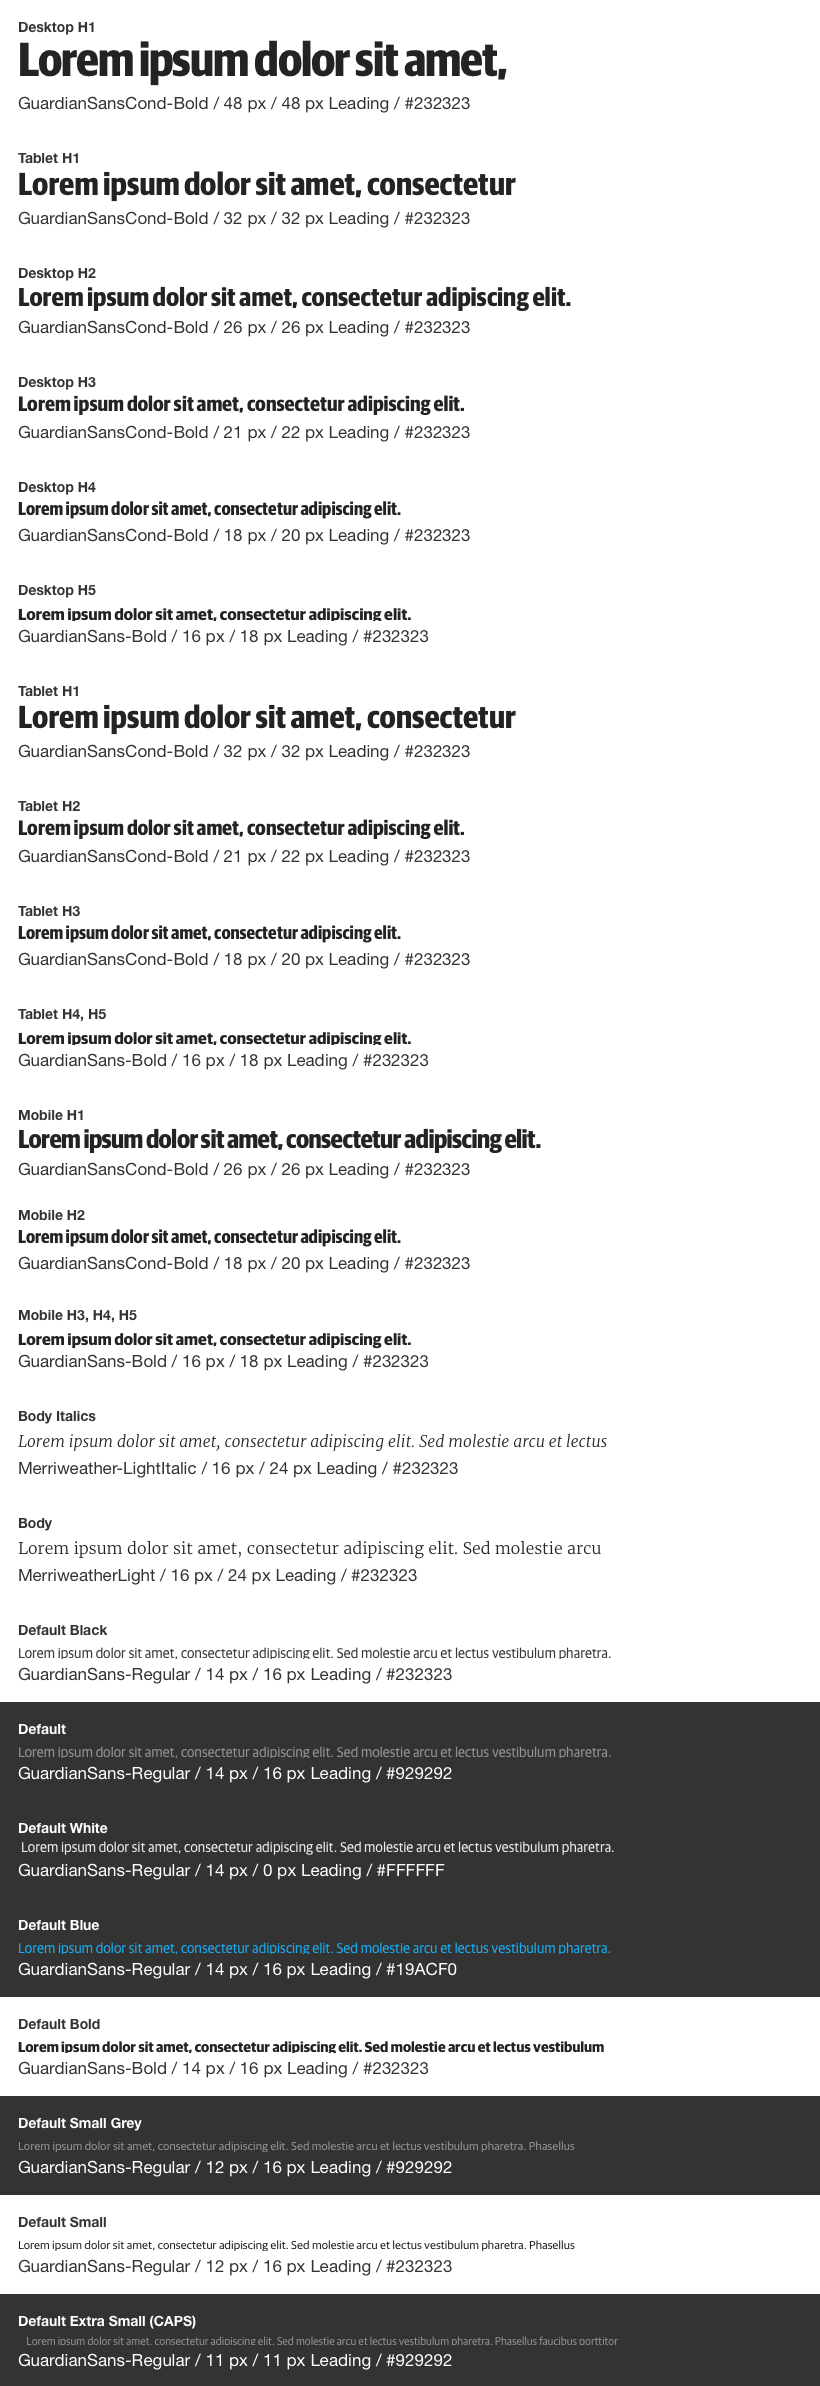 Desktop H1
Lorem ipsum dolor sit amet,
GuardianSansCond-Bold / 48 px / 48 px Leading / #232323
Tablet H1
Lorem ipsum dolor sit amet, consectetur
GuardianSansCond-Bold / 32 px / 32 px Leading / #232323
Desktop H2
Lorem ipsum dolor sit amet, consectetur adipiscing elit.
GuardianSansCond-Bold / 26 px / 26 px Leading / #232323
Desktop H3
Lorem ipsum dolor sit amet, consectetur adipiscing elit.
GuardianSansCond-Bold / 21 px / 22 px Leading / #232323
Desktop H4
Lorem ipsum dolor sit amet, consectetur adipiscing elit.
GuardianSansCond-Bold / 18 px / 20 px Leading / #232323
Desktop H5
Lorem ipsum dolor sit amet, consectetur adipiscing elit.
GuardianSans-Bold / 16 px / 18 px Leading / #232323
Tablet H1
Lorem ipsum dolor sit amet, consectetur
GuardianSansCond-Bold / 32 px / 32 px Leading / #232323
Tablet H2
Lorem ipsum dolor sit amet, consectetur adipiscing elit.
GuardianSansCond-Bold / 21 px / 22 px Leading / #232323
Tablet H3
Lorem ipsum dolor sit amet, consectetur adipiscing elit.
GuardianSansCond-Bold / 18 px / 20 px Leading / #232323
Tablet H4, H5
Lorem ipsum dolor sit amet, consectetur adipiscing elit.
GuardianSans-Bold / 16 px / 18 px Leading / #232323
Mobile H1
Lorem ipsum dolor sit amet, consectetur adipiscing elit.
GuardianSansCond-Bold / 26 px / 26 px Leading / #232323
Mobile H2
Lorem ipsum dolor sit amet, consectetur adipiscing elit.
GuardianSansCond-Bold / 18 px / 20 px Leading / #232323
Mobile H3, H4, H5
Lorem ipsum dolor sit amet, consectetur adipiscing elit.
GuardianSans-Bold / 16 px / 18 px Leading / #232323
Body Italics
Lorem ipsum dolor sit amet, consectetur adipiscing elit. Sed molestie arcu et lectus
Merriweather-LightItalic / 16 px / 24 px Leading / #232323
Body
Lorem ipsum dolor sit amet, consectetur adipiscing elit. Sed molestie arcu
MerriweatherLight / 16 px / 24 px Leading / #232323
Default Black
Lorem ipsum dolor sit amet, consectetur adipiscing elit. Sed molestie arcu et lectus vestibulum pharetra.
GuardianSans-Regular / 14 px / 16 px Leading / #232323
Default
Lorem ipsum dolor sit amet, consectetur adipiscing elit. Sed molestie arcu et lectus vestibulum pharetra.
GuardianSans-Regular / 14 px / 16 px Leading / #929292
Default White
Lorem ipsum dolor sit amet, consectetur adipiscing elit. Sed molestie arcu et lectus vestibulum pharetra.
GuardianSans-Regular / 14 px / 0 px Leading / #FFFFFF
Default Blue
Lorem ipsum dolor sit amet, consectetur adipiscing elit. Sed molestie arcu et lectus vestibulum pharetra.
GuardianSans-Regular / 14 px / 16 px Leading / #19ACF0
Default Bold
Lorem ipsum dolor sit amet, consectetur adipiscing elit. Sed molestie arcu et lectus vestibulum
GuardianSans-Bold / 14 px / 16 px Leading / #232323
Default Small Grey
Lorem ipsum dolor sit amet, consectetur adipiscing elit. Sed molestie arcu et lectus vestibulum pharetra. Phasellus
GuardianSans-Regular / 12 px / 16 px Leading / #929292
Default Small
Lorem ipsum dolor sit amet, consectetur adipiscing elit. Sed molestie arcu et lectus vestibulum pharetra. Phasellus
GuardianSans-Regular / 12 px / 16 px Leading / #232323
Default Extra Small (CAPS)
Lorem ipsum dolor sit amet, consectetur adipiscing elit. Sed molestie arcu et lectus vestibulum pharetra. Phasellus faucibus porttitor
GuardianSans-Regular / 11 px / 11 px Leading / #929292